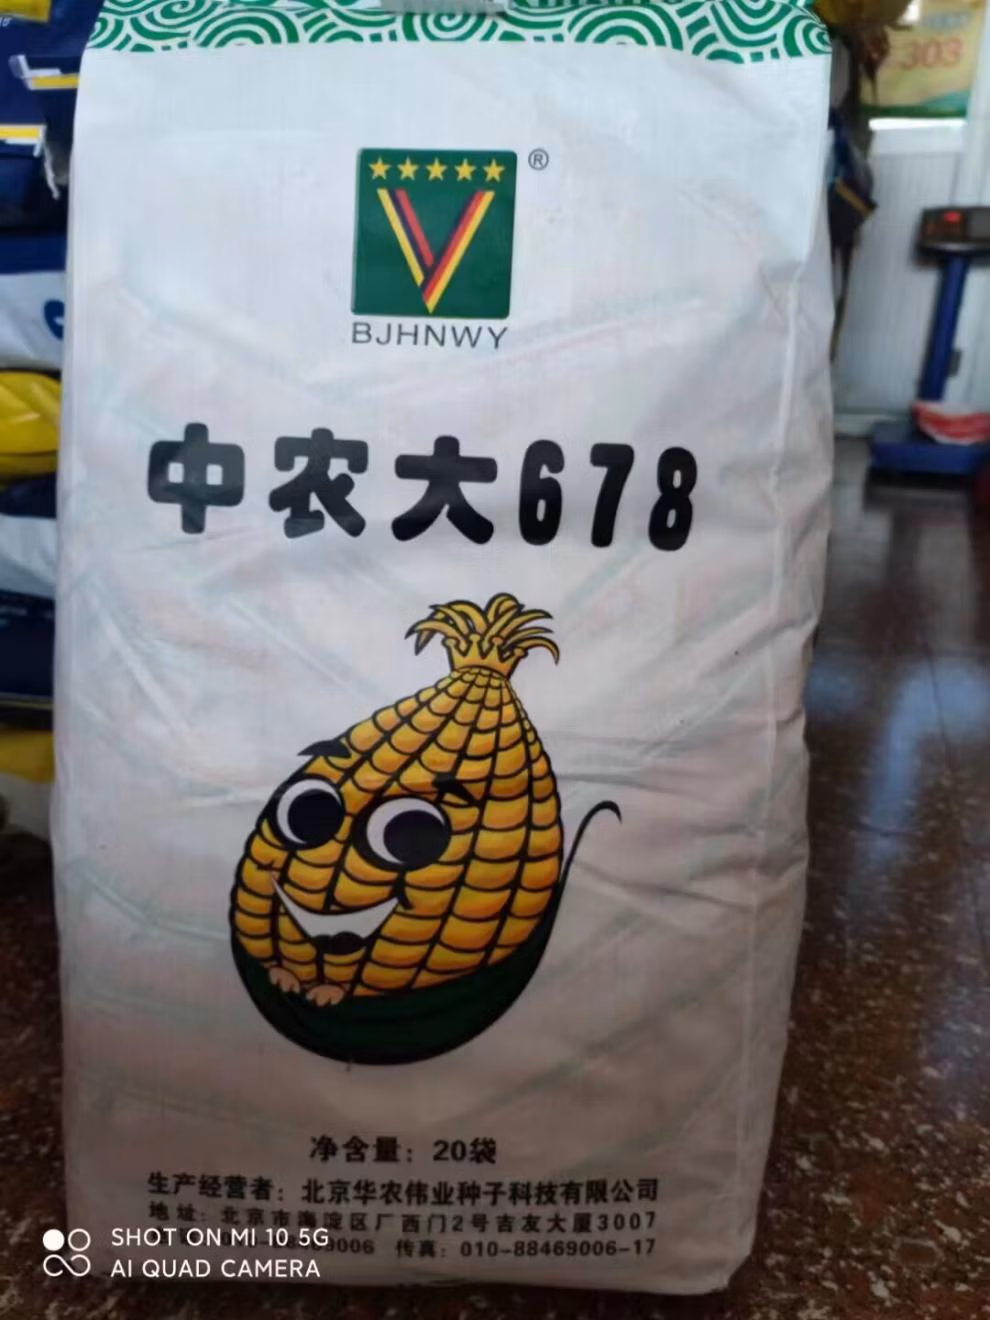 303
®
BJHNWY
中农大678
净含量：20袋
生产经营者：北京华农伟业种子科技有限公司
地址：北京市海淀区厂西门2号吉友大厦3007
传真：010-88469006-17
SHOT ON MI 10 5G
AI QUAD CAMERA